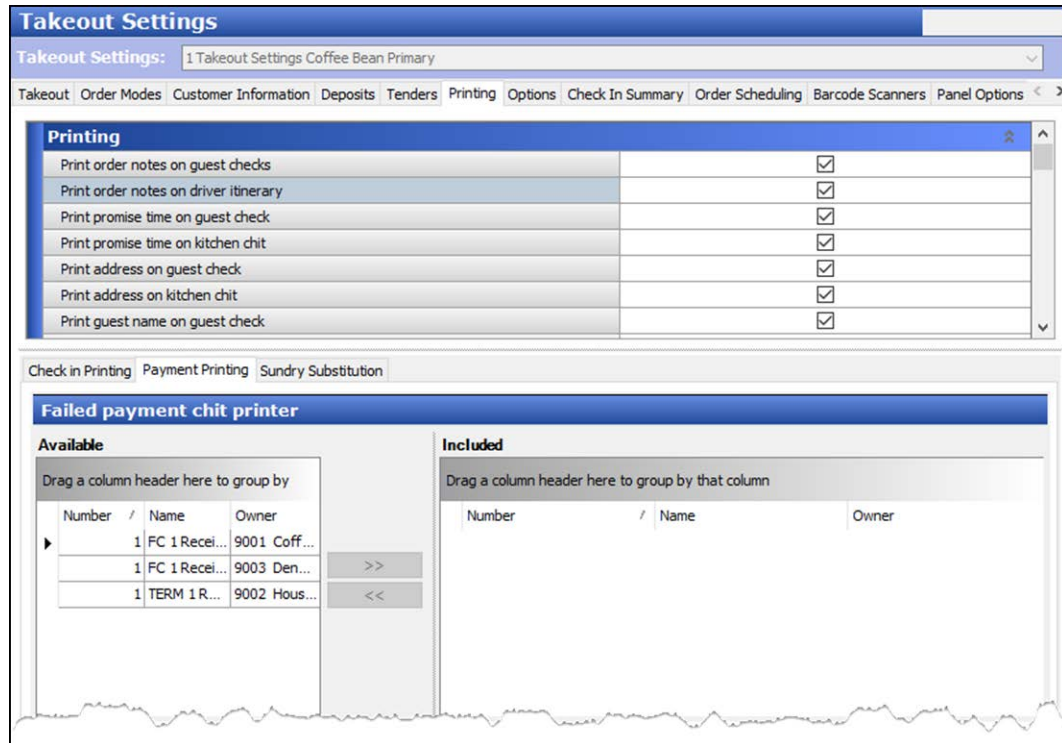 Takeout Settings
Takeout Settings: 1 Takeout Settings Coffee Bean Primary
Takeout Order Modes Customer Information Deposits Tenders Printing Options Check In Summary Order Scheduling Barcode Scanners Panel Options < >
Printing
Print order notes on guest checks
Print order notes on driver itinerary
Print promise time on guest check
Print promise time on kitchen chit
Print address on guest check
Print address on kitchen chit
Print guest name on guest check
Check in Printing Payment Printing Sundry Substitution
Failed payment chit printer
Available Included
Drag a column header here to group by Drag a column header here to group by that column
Number / Name Owner Number / Name Owner
1 FC 1 Recei... 9001 Coff...
1 FC 1 Recei... 9003 Den... >>
1 TERM 1 R... 9002 Hous... <<